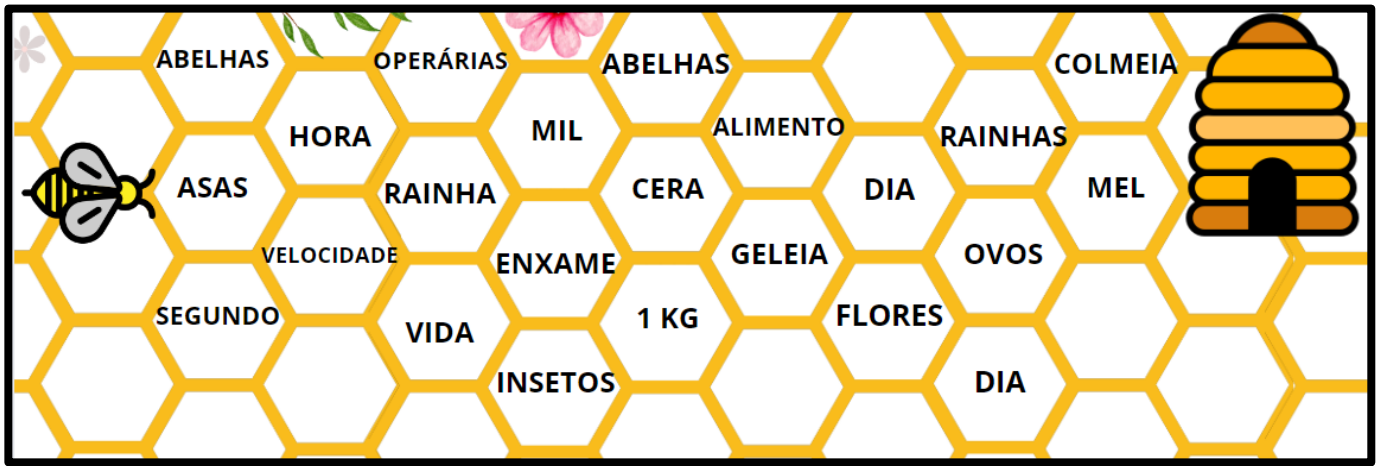 ABELHAS
OPERÁRIAS
ABELHAS
COLMEIA
HORA
MIL
ALIMENTO
RAINHAS
ASAS
RAINHA
CERA
DIA
MEL
VELOCIDADE
ENXAME
GELEIA
OVOS
SEGUNDO
VIDA
1 KG
FLORES
INSETOS
DIA